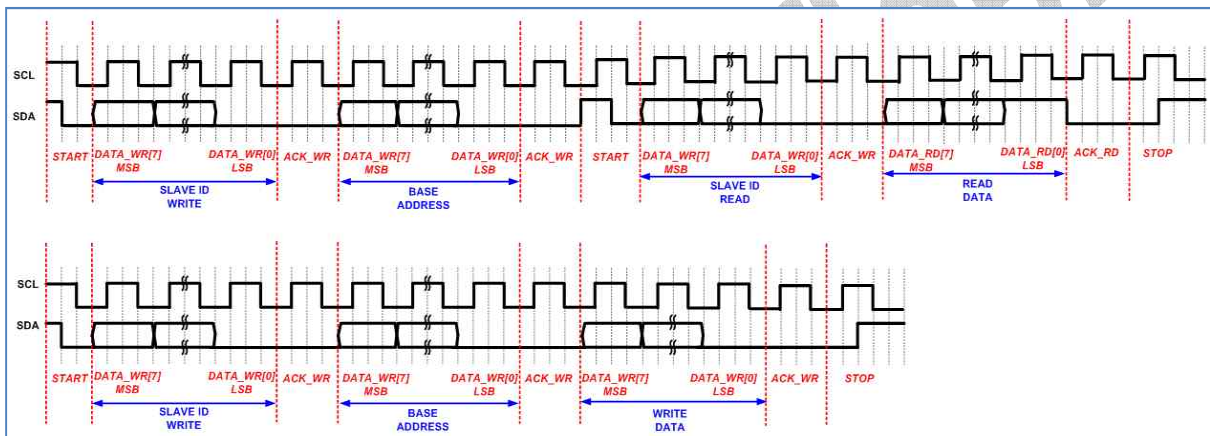 SCL
SDA
START DATA_WR[7] DATA_WR[0] ACK_WR DATA_WR[7] DATA_WR[0] ACK_WR START DATA_WR[7] DATA_WR[0] ACK_WR DATA_RD[7] DATA_RD[0] ACK_RD STOP
MSB LSB MSB LSB MSB LSB MSB LSB
SLAVE ID BASE SLAVE ID READ
WRITE ADDRESS READ DATA
SCL
SDA
START DATA_WR[7] DATA_WR[0] ACK_WR DATA_WR[7] DATA_WR[0] ACK_WR DATA_WR[7] DATA_WR[0] ACK_WR STOP
MSB LSB MSB LSB MSB LSB
SLAVE ID BASE WRITE
WRITE ADDRESS DATA